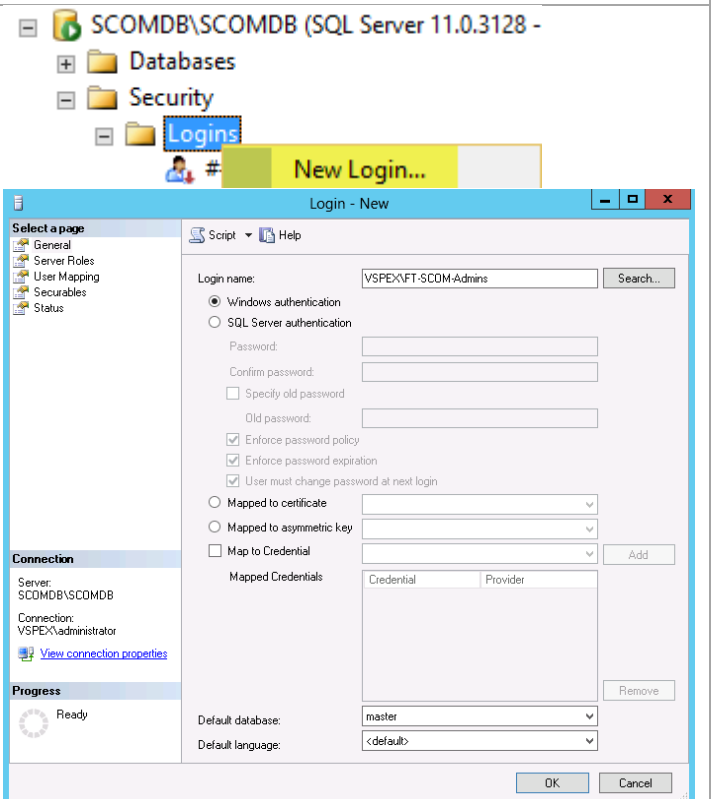 SCOMDB\SCOMDB (SQL Server 11.0.3128 -
Databases
Security
Logins
#
New Login...
Login - New
Select a page
General
Server Roles
User Mapping
Securables
Status
Script Help
Login name: VSPEX\FT-SCOM-Admins Search...
Windows authentication
SQL Server authentication
Password:
Confirm password:
Specify old password
Old password:
Enforce password policy
Enforce password expiration
User must change password at next login
Mapped to certificate
Mapped to asymmetric key
Map to Credential Add
Mapped Credentials Credential Provider
Remove
Default database: master
Default language: <default>
Connection
Server:
SCOMDB\SCOMDB
Connection:
VSPEX\administrator
View connection properties
Progress
Ready
OK Cancel